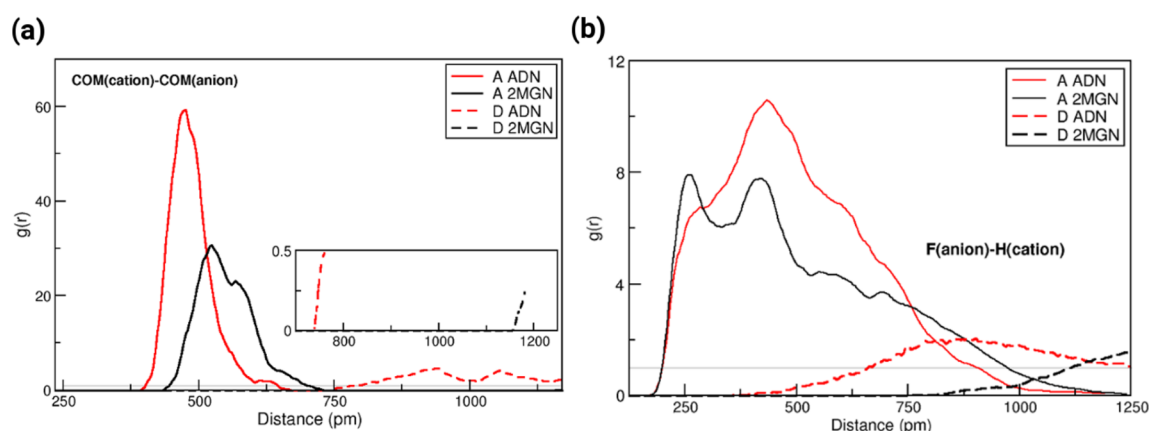 (a)
COM(cation)-COM(anion)
A ADN
A 2MGN
D ADN
D 2MGN
60
40
20
0
g(r)
0.5
0
800
1000
1200
250
500
750
1000
Distance (pm)
(b)
12
8
4
0
g(r)
A ADN
A 2MGN
D ADN
D 2MGN
F(anion)-H(cation)
250
500
750
1000
1250
Distance (pm)